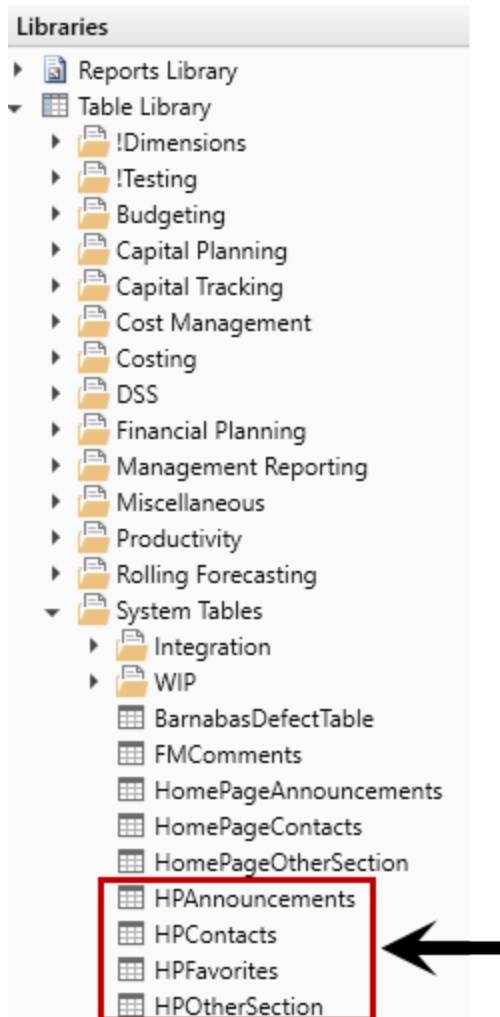 Libraries
Reports Library
Table Library
!Dimensions
!Testing
Budgeting
Capital Planning
Capital Tracking
Cost Management
Costing
DSS
Financial Planning
Management Reporting
Miscellaneous
Productivity
Rolling Forecasting
System Tables
Integration
WIP
BarnabasDefectTable
FMComments
HomePageAnnouncements
HomePageContacts
HomePageOtherSection
HPAnnouncements
HPContacts
HPFavorites
HPOtherSection